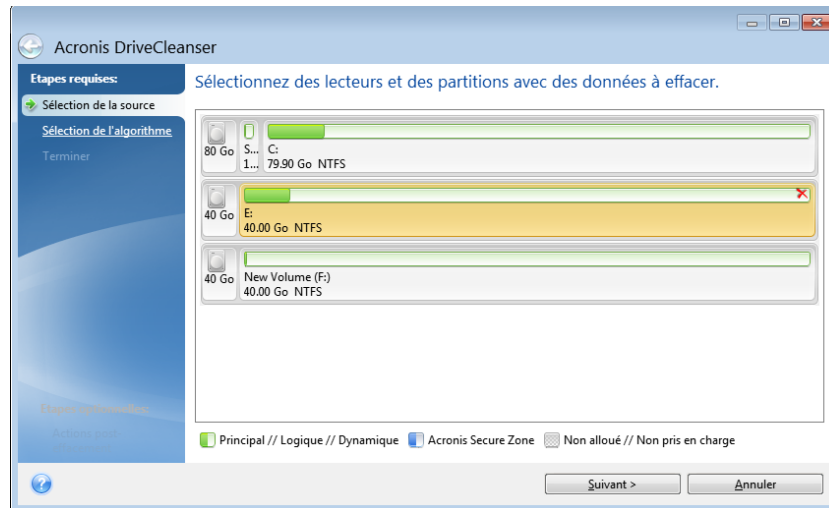 Acronis DriveCleanser
Etapes requises:
Sélection de la source
Sélection de l'algorithme
Terminer
Sélectionnez des lecteurs et des partitions avec des données à effacer.
80 Go
S... C:
1... 79.90 Go NTFS
40 Go
E:
40.00 Go NTFS
40 Go
New Volume (F:)
40.00 Go NTFS
Principal // Logique // Dynamique Acronis Secure Zone Non alloué // Non pris en charge
Suivant > Annuler